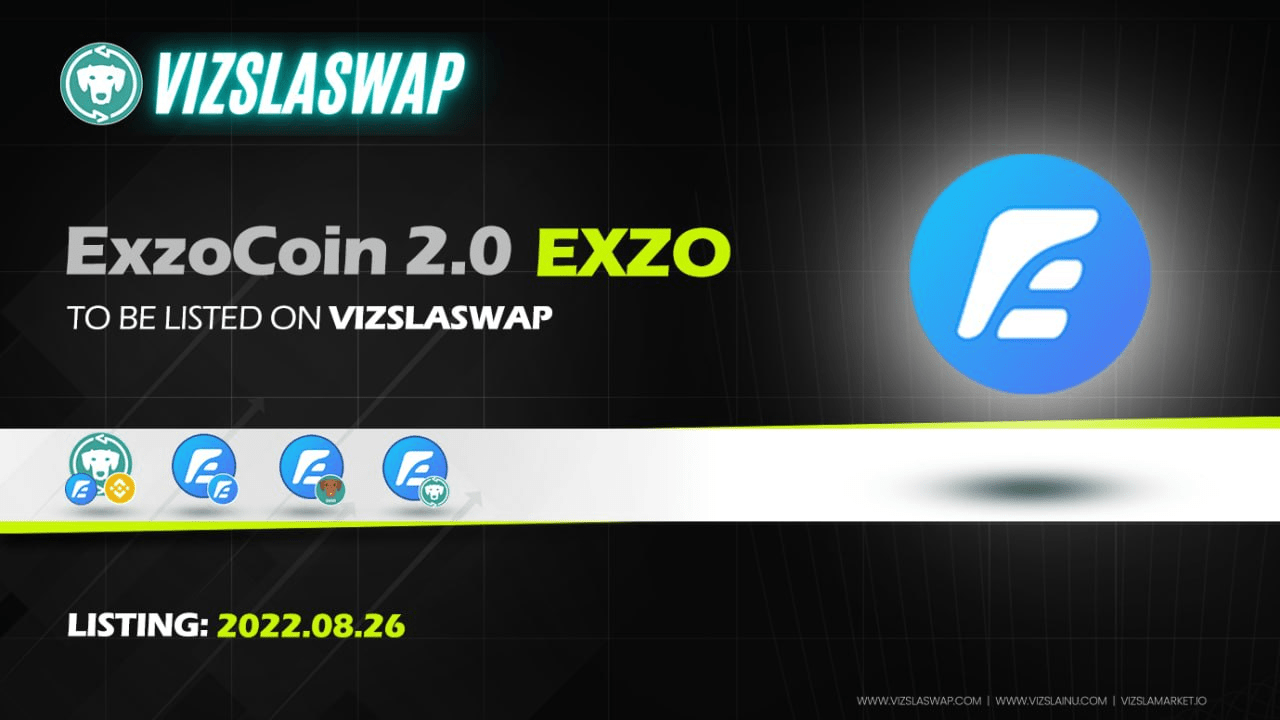 VIZSLASWAP
ExzoCoin 2.0 EXZO
TO BE LISTED ON VIZSLASWAP
LISTING: 2022.08.26
WWW.VIZSLASWAP.COM | WWW.VIZSLAINU.COM | VIZSLAMARKET.IO